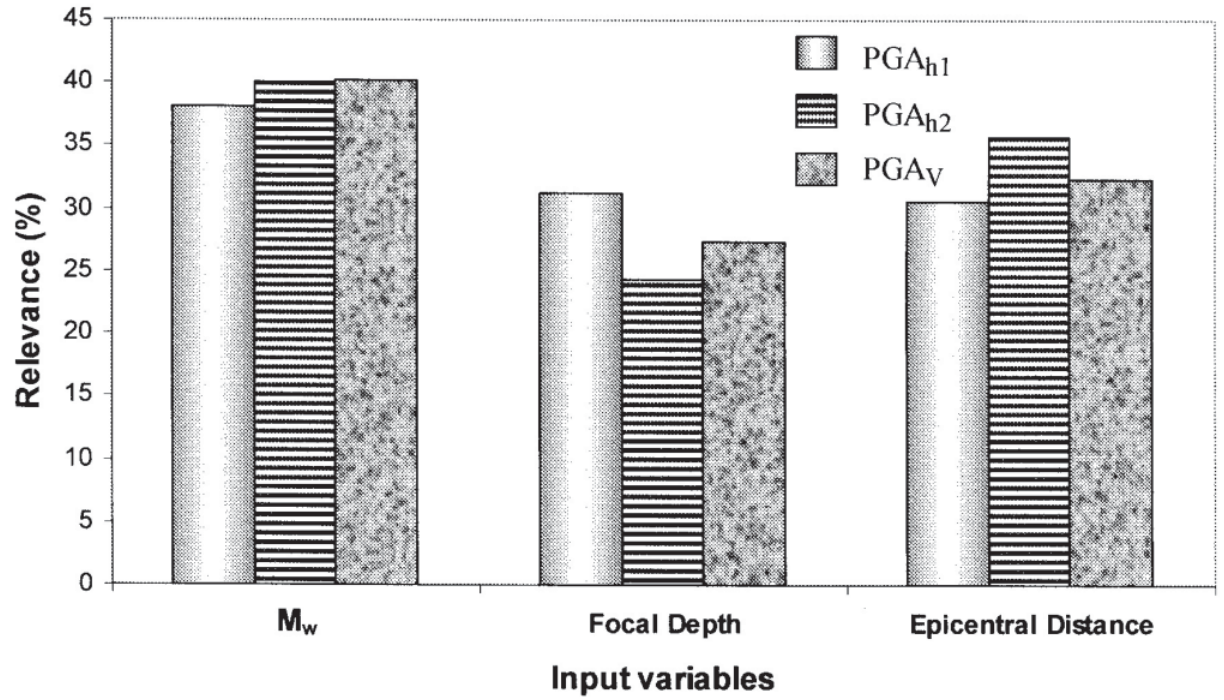 45
40
35
30
25
20
15
10
5
0
Relevance (%)
PGAh1
PGAh2
PGAV
Mw
Focal Depth
Epicentral Distance
Input variables